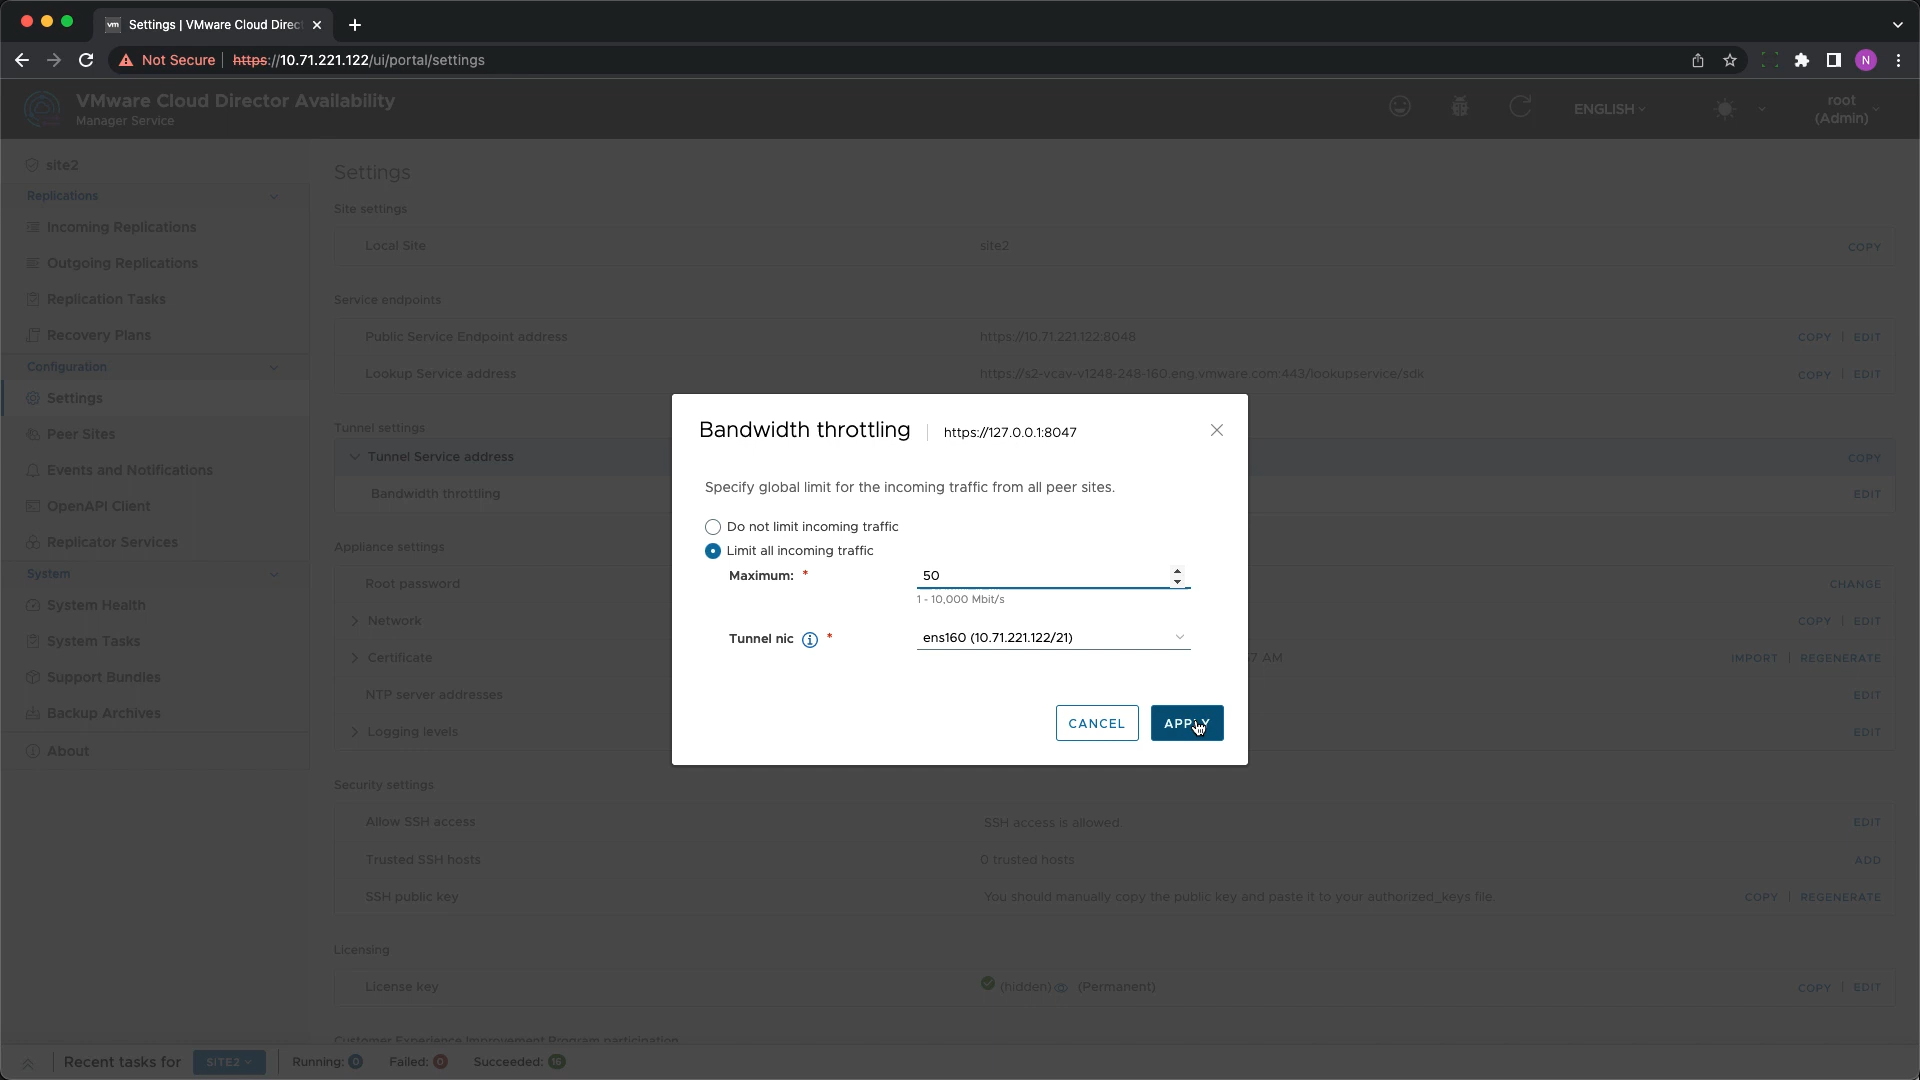 Settings | VMware Cloud Direc
Not Secure
https://10.71.221.122/ui/portal/settings
N
vm
VMware Cloud Director Availability
Manager Service
ENGLISH
root
(Admin)
site2
Replications
Incoming Replications
Outgoing Replications
Replication Tasks
Recovery Plans
Configuration
Settings
Peer Sites
Events and Notifications
OpenAPI Client
Replicator Services
System
System Health
System Tasks
Support Bundles
Backup Archives
About
Settings
Site settings
Local Site site2 COPY
Service endpoints
Public Service Endpoint address https://10.71.221.122:8048 COPY | EDIT
Lookup Service address https://s2-vcav-v1248-248-160.eng.vmware.com:443/lookupservice/sdk COPY | EDIT
Tunnel settings
Tunnel Service address COPY
Bandwidth throttling EDIT
Appliance settings
Root password CHANGE
Network COPY | EDIT
Certificate 7 AM IMPORT | REGENERATE
NTP server addresses EDIT
Logging levels EDIT
Security settings
Allow SSH access SSH access is allowed EDIT
Trusted SSH hosts 0 trusted hosts ADD
SSH public key You should manually copy the public key and paste it to your authorized_keys file. COPY | REGENERATE
Licensing
License key (hidden) (Permanent) COPY | EDIT
Customer Experience Improvement Program participation
Bandwidth throttling | https://127.0.0.1:8047
Specify global limit for the incoming traffic from all peer sites.
Do not limit incoming traffic
Limit all incoming traffic
Maximum: * 50
1 - 10,000 Mbit/s
Tunnel nic * ens160 (10.71.221.122/21)
CANCEL APPLY
Recent tasks for SITE2 Running: 0 Failed: 0 Succeeded: 16